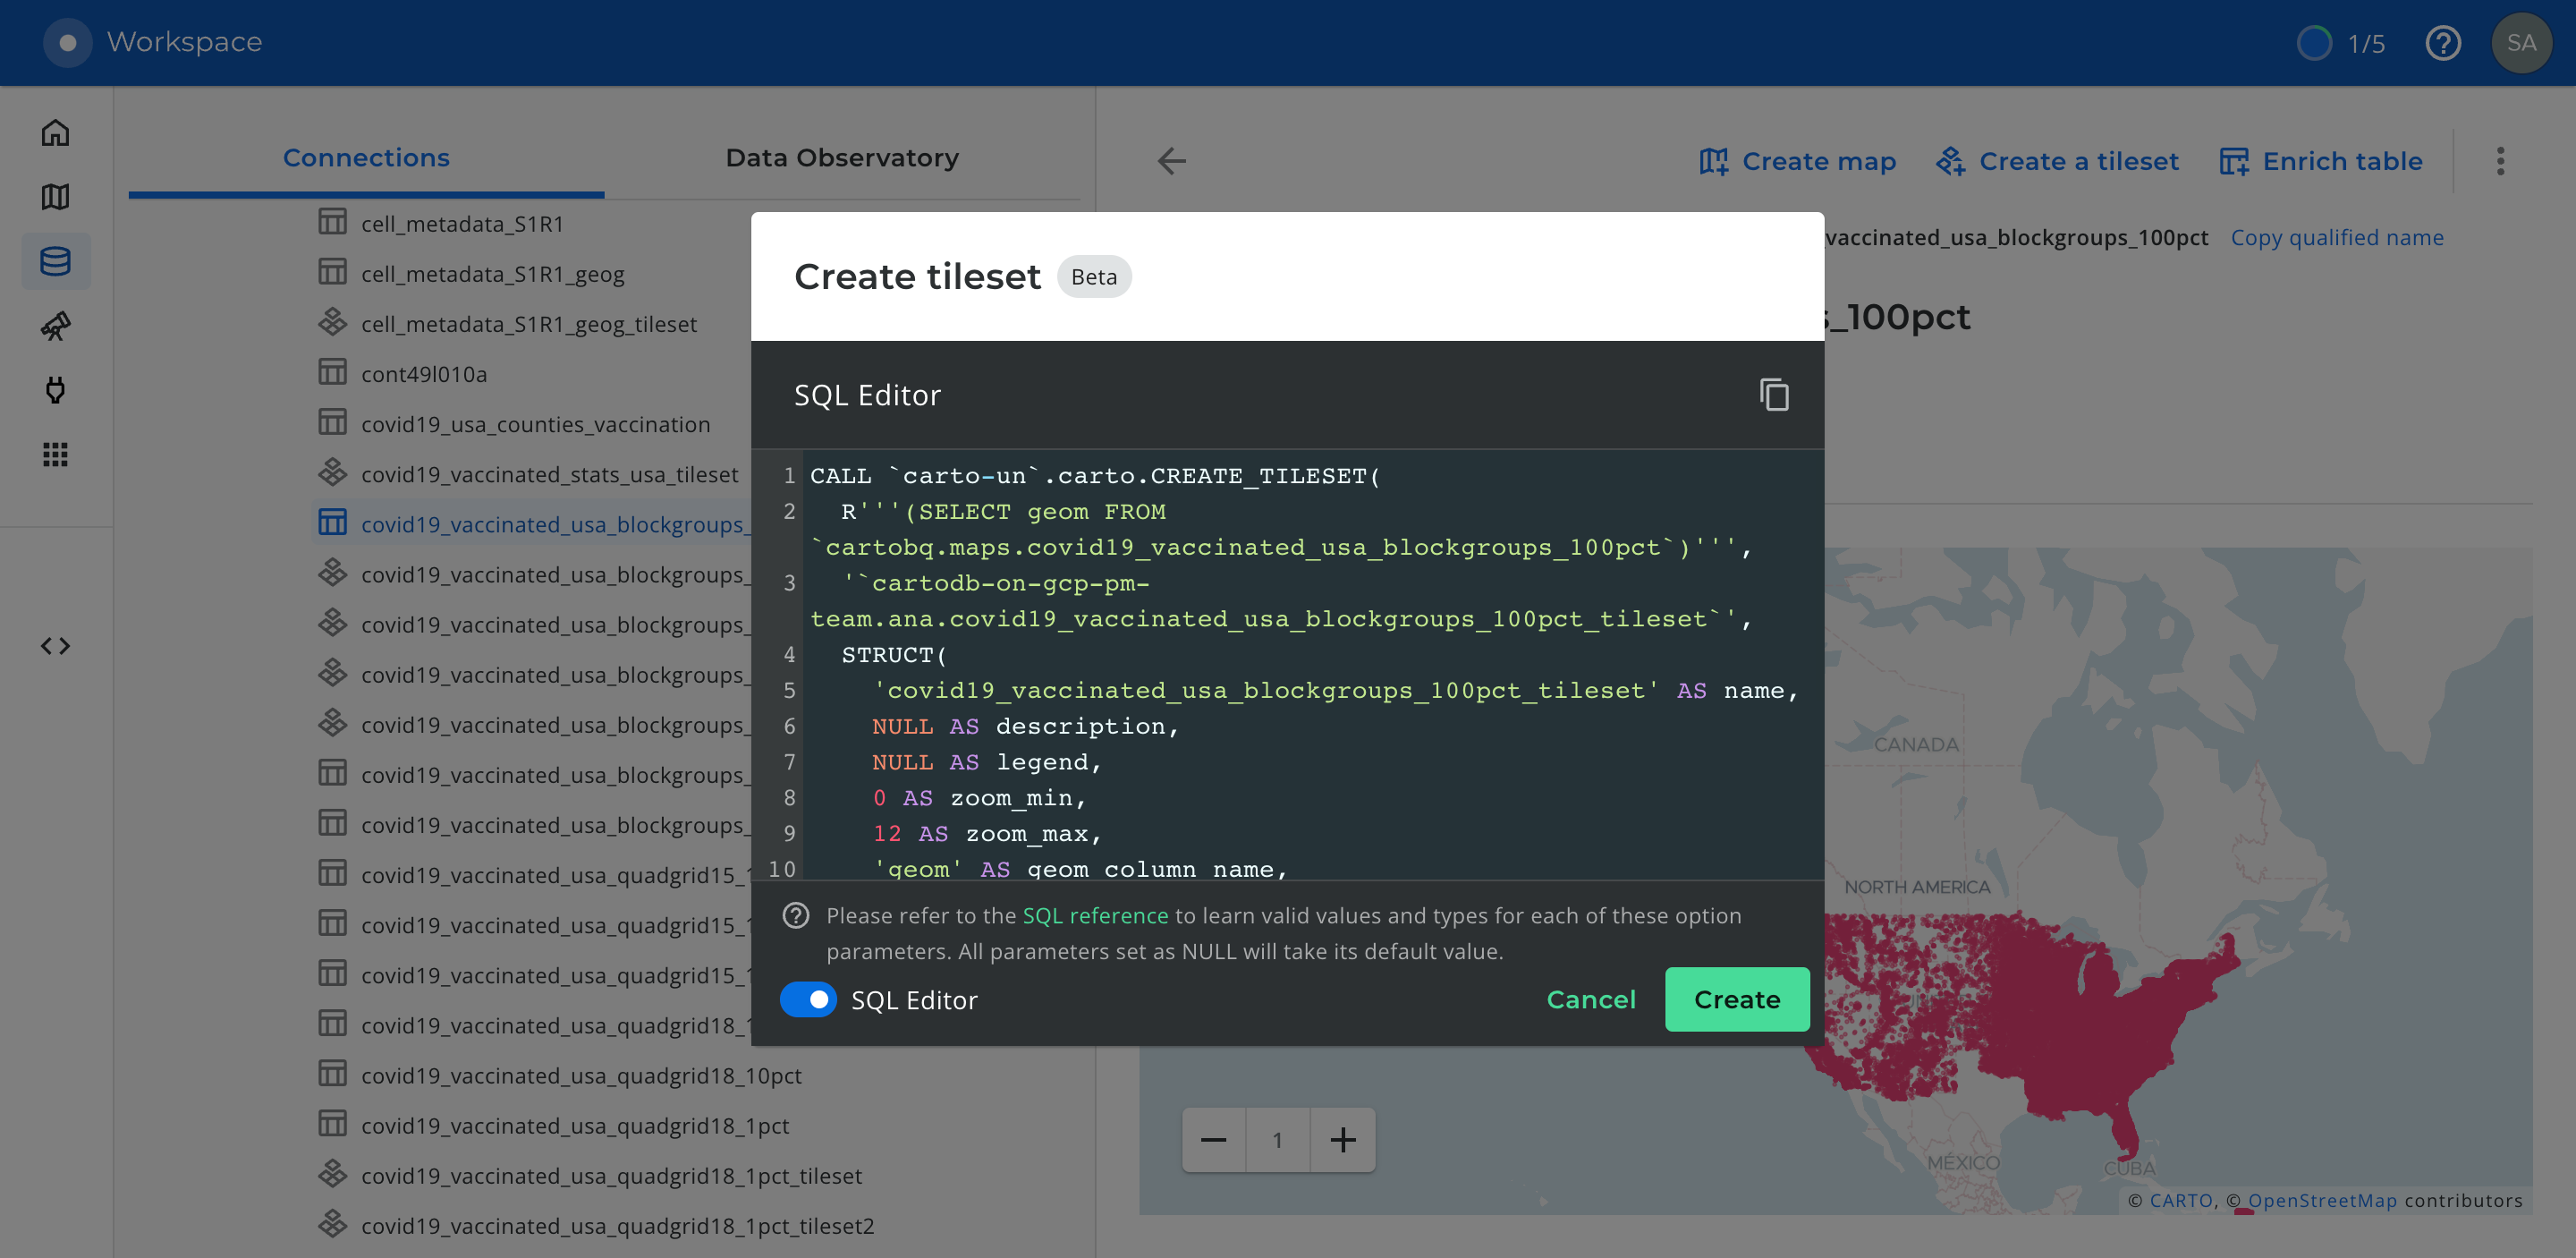 Workspace
1/5
SA
Connections
Data Observatory
cell_metadata_S1R1
cell_metadata_S1R1_geog
cell_metadata_S1R1_geog_tileset
cont49l010a
covid19_usa_counties_vaccination
covid19_vaccinated_stats_usa_tileset
covid19_vaccinated_usa_blockgroups_
covid19_vaccinated_usa_blockgroups_
covid19_vaccinated_usa_blockgroups_
covid19_vaccinated_usa_blockgroups_
covid19_vaccinated_usa_blockgroups_
covid19_vaccinated_usa_blockgroups_
covid19_vaccinated_usa_blockgroups_
covid19_vaccinated_usa_quadgrid15_1
covid19_vaccinated_usa_quadgrid15_1
covid19_vaccinated_usa_quadgrid15_1
covid19_vaccinated_usa_quadgrid18_1
covid19_vaccinated_usa_quadgrid18_10pct
covid19_vaccinated_usa_quadgrid18_1pct
covid19_vaccinated_usa_quadgrid18_1pct_tileset
covid19_vaccinated_usa_quadgrid18_1pct_tileset2
Create map
Create a tileset
Enrich table
vaccinated_usa_blockgroups_100pct
Copy qualified name
s_100pct
Create tileset
Beta
SQL Editor
1 CALL `carto-un`.carto.CREATE_TILESET(
2 R'''(SELECT geom FROM
`cartobq.maps.covid19_vaccinated_usa_blockgroups_100pct`)''',
3 '`cartodb-on-gcp-pm-
team.ana.covid19_vaccinated_usa_blockgroups_100pct_tileset`',
4 STRUCT(
5 'covid19_vaccinated_usa_blockgroups_100pct_tileset' AS name,
6 NULL AS description,
7 NULL AS legend,
8 0 AS zoom_min,
9 12 AS zoom_max,
10 'geom' AS geom_column_name,
Please refer to the SQL reference to learn valid values and types for each of these option
parameters. All parameters set as NULL will take its default value.
SQL Editor
Cancel
Create
CANADA
NORTH AMERICA
MÉXICO
CUBA
1
© CARTO, © OpenStreetMap contributors